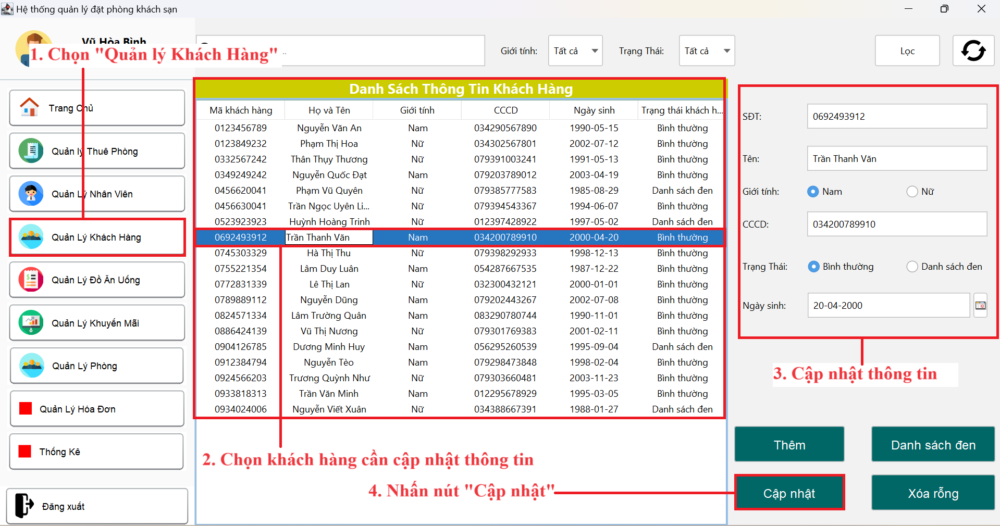 Hệ thống quản lý đặt phòng khách sạn
Vũ Hòa Bình
1. Chọn "Quản lý Khách Hàng"
..
Giới tính:
Tất cả
Trạng Thái:
Tất cả
Lọc
Trang Chủ
Quản lý Thuê Phòng
Quản Lý Nhân Viên
Quản Lý Khách Hàng
Quản Lý Đồ Ăn Uống
Quản Lý Khuyến Mãi
Quản Lý Phòng
Quản Lý Hóa Đơn
Thống Kê
Đăng xuất
Danh Sách Thông Tin Khách Hàng
Mã khách hàng Họ và Tên Giới tính CCCD Ngày sinh Trạng thái khách h...
0123456789 Nguyễn Văn An Nam 034290567890 1990-05-15 Bình thường
0123849232 Phạm Thị Hoa Nữ 034302567801 2002-07-12 Bình thường
0332567242 Thân Thụy Thương Nữ 079391003241 1991-05-13 Bình thường
0349249242 Nguyễn Quốc Đạt Nam 079203789012 2003-04-19 Bình thường
0456620041 Phạm Vũ Quyên Nữ 079385777583 1985-08-29 Danh sách đen
0456630041 Trần Ngọc Uyên Li... Nữ 079394543367 1994-06-07 Bình thường
0523923923 Huỳnh Hoàng Trinh Nữ 012397428922 1997-05-02 Danh sách đen
0692493912 Trần Thanh Văn Nam 034200789910 2000-04-20 Bình thường
0745303329 Hà Thị Thu Nữ 079398292933 1998-12-13 Bình thường
0755221354 Lâm Duy Luân Nam 054287667535 1987-12-22 Bình thường
0772831339 Lê Thị Lan Nữ 032300432121 2000-01-01 Bình thường
0789889112 Nguyễn Dũng Nam 079202443267 2002-07-08 Bình thường
0824571334 Lâm Trường Quân Nam 083290780744 1990-11-01 Bình thường
0886424139 Vũ Thị Nương Nữ 079301769383 2001-02-11 Bình thường
0904126785 Dương Minh Huy Nam 056295260539 1995-09-04 Danh sách đen
0912384794 Nguyễn Tèo Nam 079298473848 1998-02-04 Bình thường
0924566203 Trương Quỳnh Như Nữ 079303660481 2003-11-23 Bình thường
0933818313 Trần Văn Minh Nam 012295678929 1995-03-05 Bình thường
0934024006 Nguyễn Viết Xuân Nữ 034388667391 1988-01-27 Danh sách đen
2. Chọn khách hàng cần cập nhật thông tin
4. Nhấn nút "Cập nhật"
SĐT: 0692493912
Tên: Trần Thanh Văn
Giới tính: Nam Nữ
CCCD: 034200789910
Trạng Thái: Bình thường Danh sách đen
Ngày sinh: 20-04-2000
3. Cập nhật thông tin
Thêm
Danh sách đen
Cập nhật
Xóa rỗng